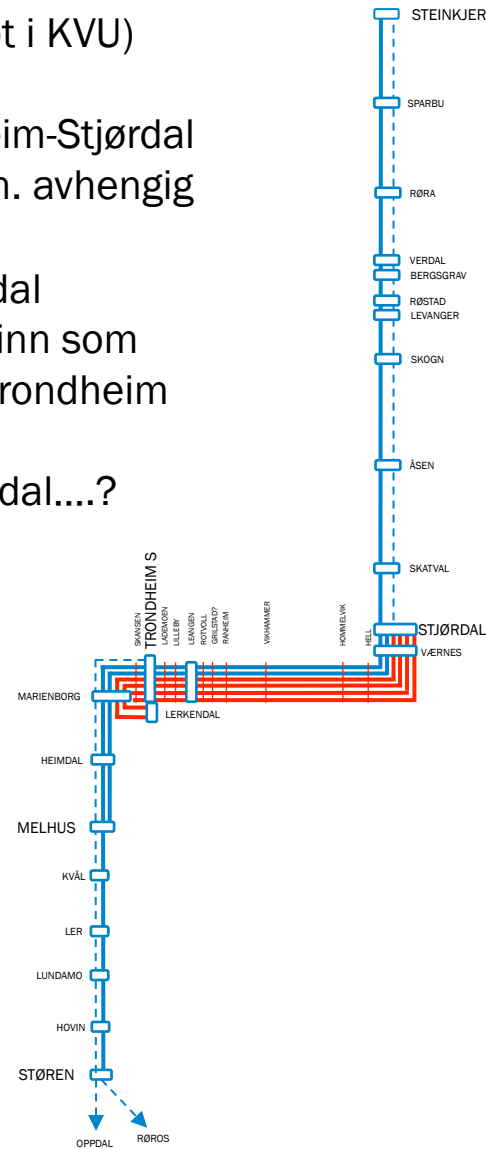 t i KVU)
im-Stjørdal
n. avhengig
dal
inn som
rondheim
dal....?
STEINKJER
SPARBU
RØRA
VERDAL
BERGSGRAV
RØSTAD
LEVANGER
SKOGN
ÅSEN
SKATVAL
STJØRDAL
VÆRNES
SKANSEN
TRONDHEIM S
LADEMOEN
LILLEBY
LEANGEN
ROTVOLL
GRILSTAD?
RANHEIM
VIKHAMMER
HOMMELVIK
HELL
MARIENBORG
LERKENDAL
HEIMDAL
MELHUS
KVÅL
LER
LUNDAMO
HOVIN
STØREN
OPPDAL
RØROS